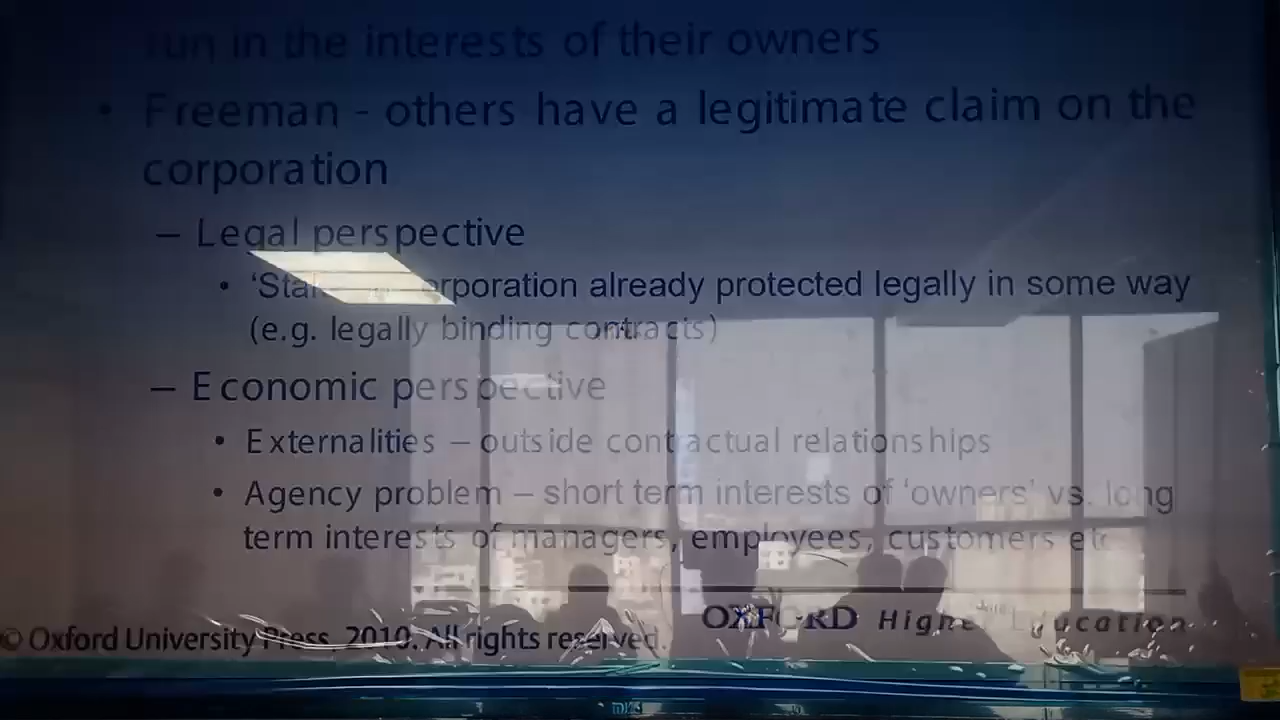 run in the interests of their owners
• Freeman - others have a legitimate claim on the
corporation
– Legal perspective
• ‘Stak corporation already protected legally in some way
(e.g. legally binding contracts)
– Economic perspective
• Externalities – outside contractual relationships
• Agency problem – short term interests of ‘owners’ vs. long
term interests of managers, employees, customers etc
OXFORD Higher Education
© Oxford University Press, 2010. All rights reserved.